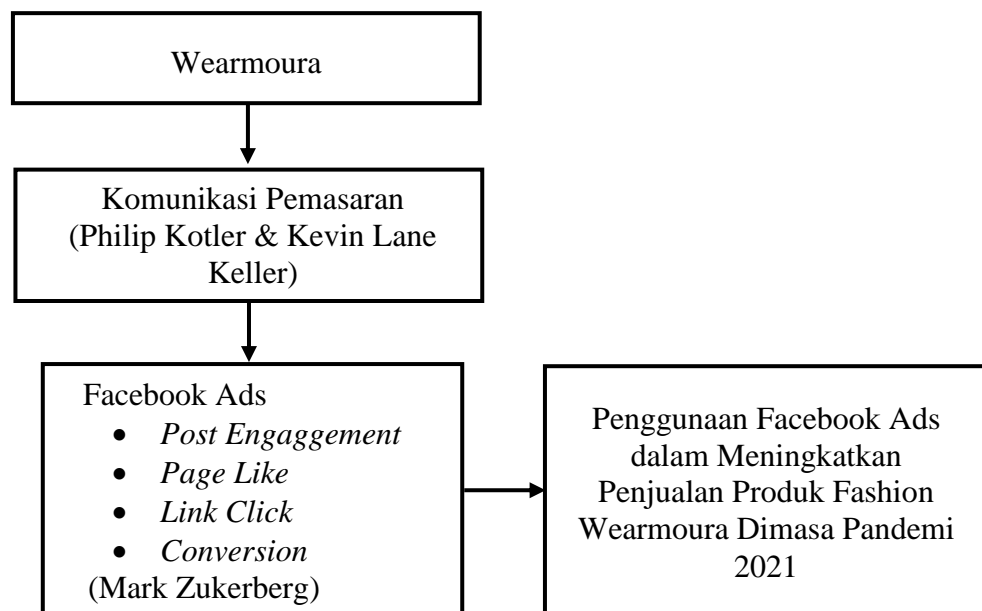 Wearmoura
Komunikasi Pemasaran
(Philip Kotler & Kevin Lane
Keller)
Facebook Ads
• Post Engaggement
• Page Like
• Link Click
• Conversion
(Mark Zukerberg)
Penggunaan Facebook Ads
dalam Meningkatkan
Penjualan Produk Fashion
Wearmoura Dimasa Pandemi
2021